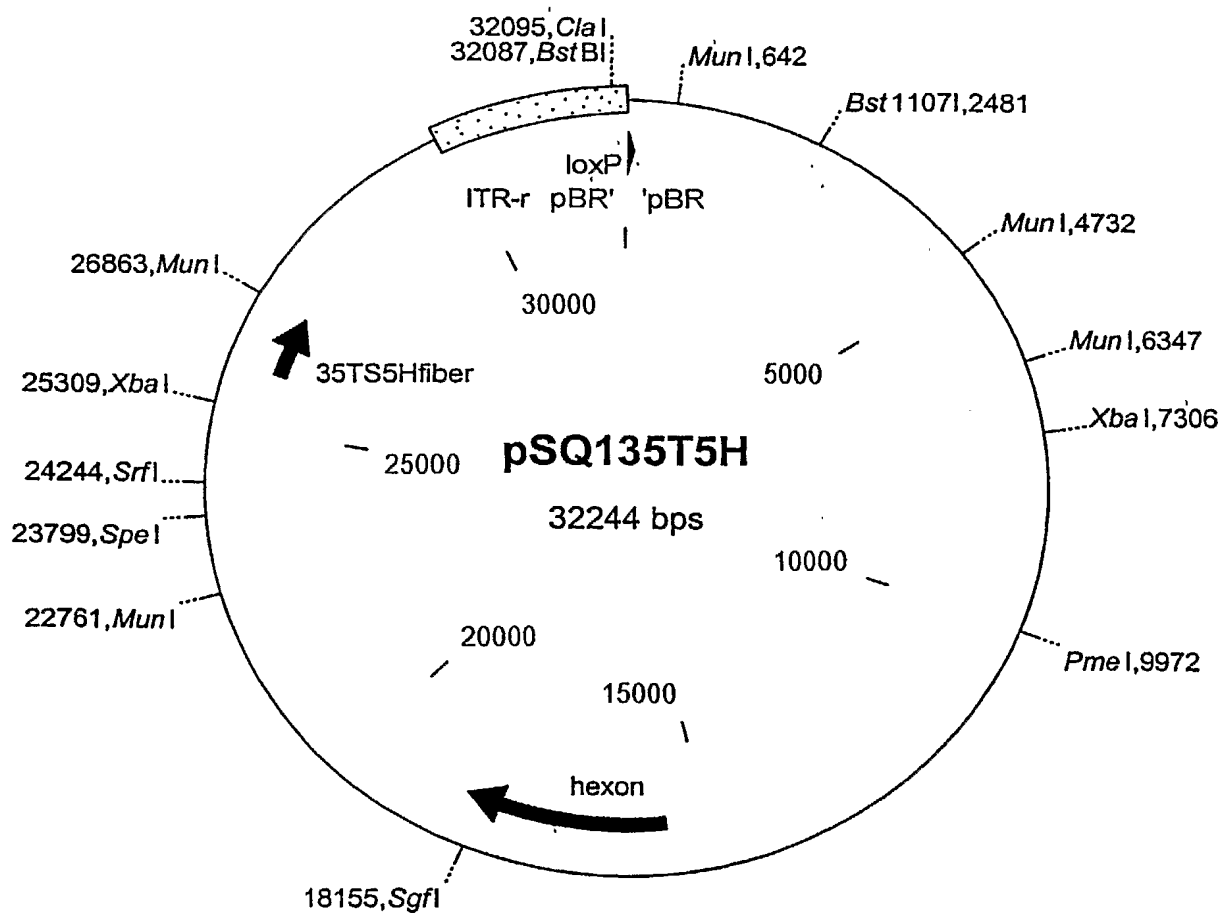 32095,ClaI
32087,BstBI
MunI,642
Bst1107I,2481
loxP
ITR-r pBR' 'pBR
MunI,4732
26863,MunI
30000
MunI,6347
35TS5Hfiber
5000
25309,XbaI
XbaI,7306
pSQ135T5H
25000
24244,SrfI
32244 bps
23799,SpeI
10000
22761,MunI
20000
PmeI,9972
15000
hexon
18155,SgfI